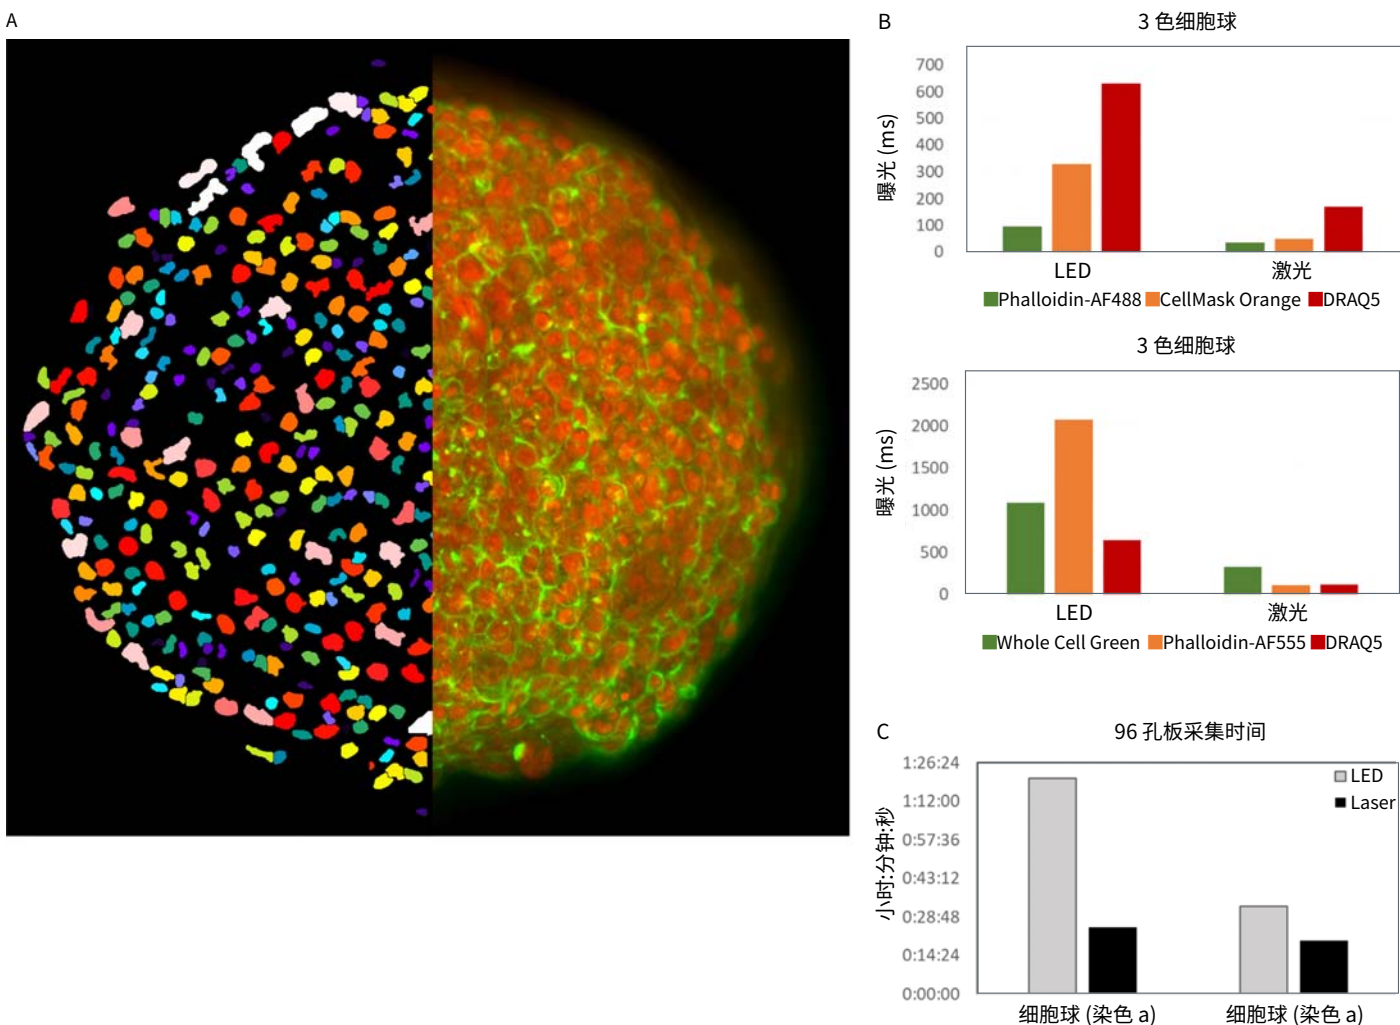 A
B
3 色细胞球
700
600
500
400
300
200
100
0
曝光 (ms)
LED
激光
Phalloidin-AF488 CellMask Orange DRAQ5
3 色细胞球
2500
2000
1500
1000
500
0
曝光 (ms)
LED
激光
Whole Cell Green Phalloidin-AF555 DRAQ5
C
96 孔板采集时间
1:26:24
1:12:00
0:57:36
0:43:12
0:28:48
0:14:24
0:00:00
小时:分钟:秒
LED
Laser
细胞球 (染色 a)
细胞球 (染色 a)